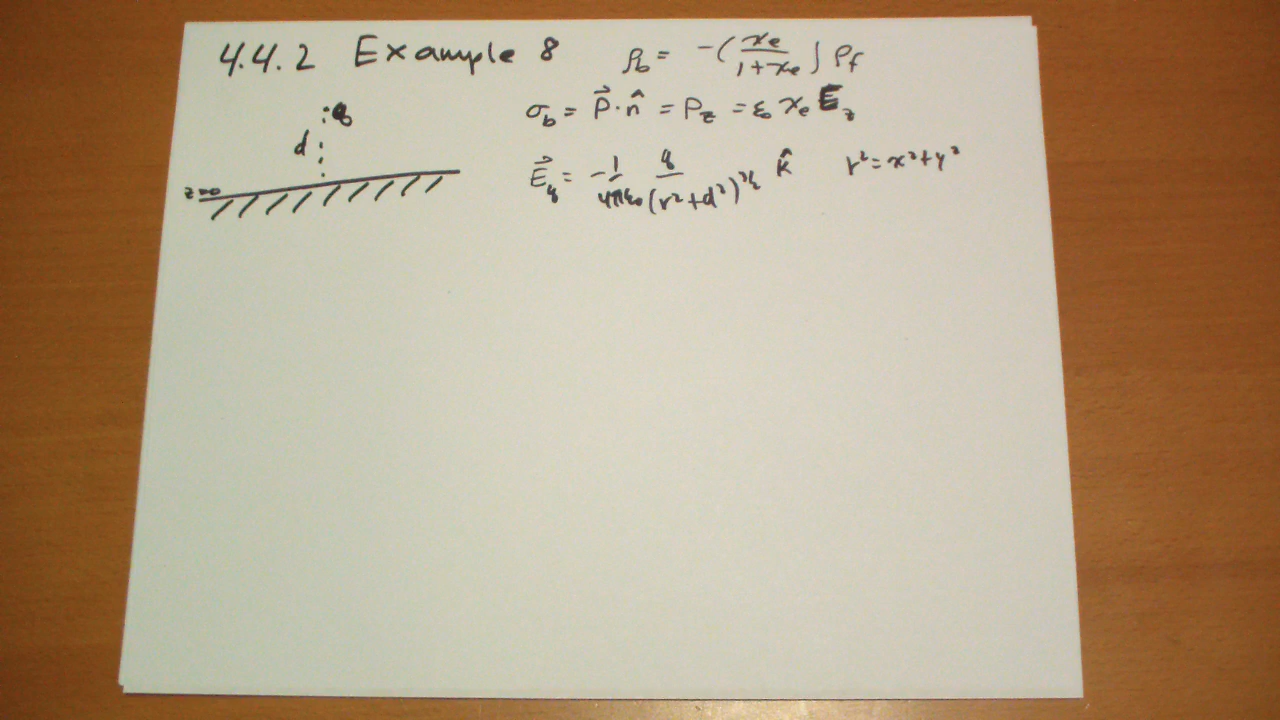 4.4.2 Example 8 ρb = -(χe/1+χe) ρf
σb = P⃗·n̂ = Pz = ε0 χe Ez
q
d
z=0
E⃗q = -1/4πε0 q/(r²+d²)^3/2 k̂ r²=x²+y²